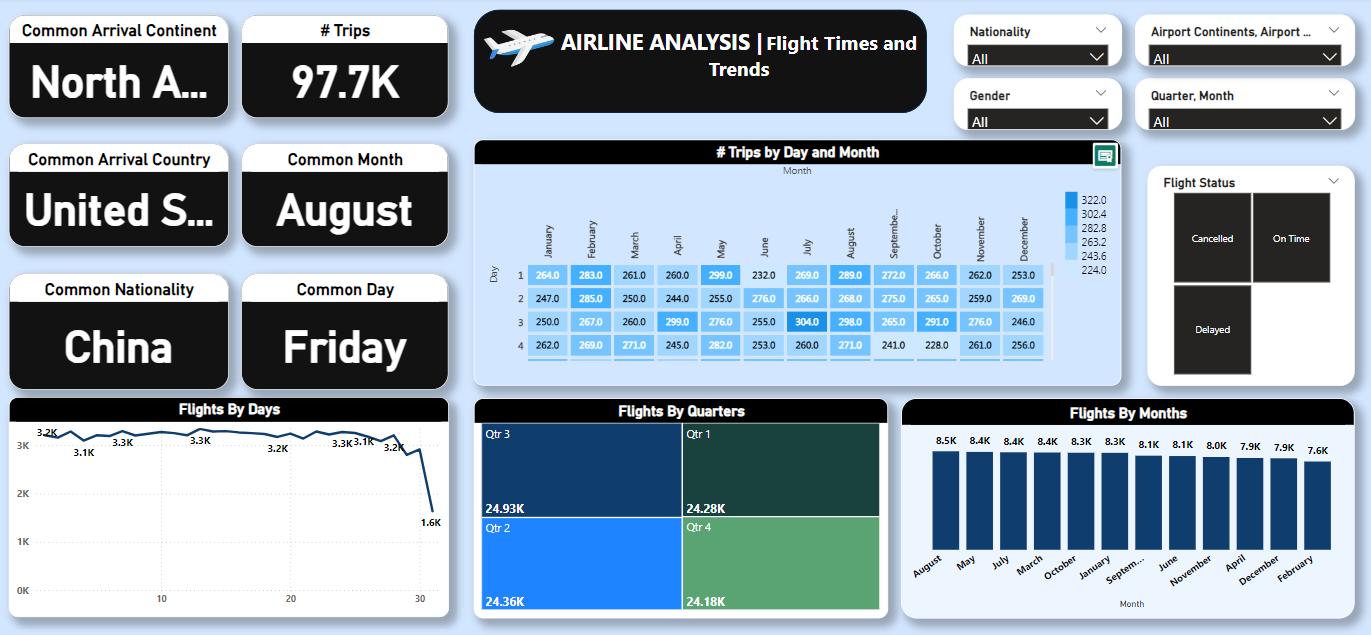 Common Arrival Continent
North A...
# Trips
97.7K
AIRLINE ANALYSIS | Flight Times and
Trends
Nationality
All
Airport Continents, Airport ...
All
Gender
All
Quarter, Month
All
Common Arrival Country
United S...
Common Month
August
Common Nationality
China
Common Day
Friday
# Trips by Day and Month
Month
January February March April May June July August Septembe... October November December
Day
1 264.0 283.0 261.0 260.0 299.0 232.0 269.0 289.0 272.0 266.0 262.0 253.0
2 247.0 285.0 250.0 244.0 255.0 276.0 266.0 268.0 275.0 265.0 259.0 269.0
3 250.0 267.0 260.0 299.0 276.0 255.0 304.0 298.0 265.0 291.0 276.0 246.0
4 262.0 269.0 271.0 245.0 282.0 253.0 260.0 271.0 241.0 228.0 261.0 256.0
322.0
302.4
282.8
263.2
243.6
224.0
Flight Status
Cancelled
On Time
Delayed
Flights By Days
3K
2K
1K
0K
3.2K 3.1K 3.3K 3.3K 3.2K 3.3K 3.1K 3.2K 1.6K
10 20 30
Flights By Quarters
Qtr 3
24.93K
Qtr 1
24.28K
Qtr 2
24.36K
Qtr 4
24.18K
Flights By Months
8.5K 8.4K 8.4K 8.4K 8.3K 8.3K 8.1K 8.1K 8.0K 7.9K 7.9K 7.6K
August May July March October January Septem... June November April December February
Month